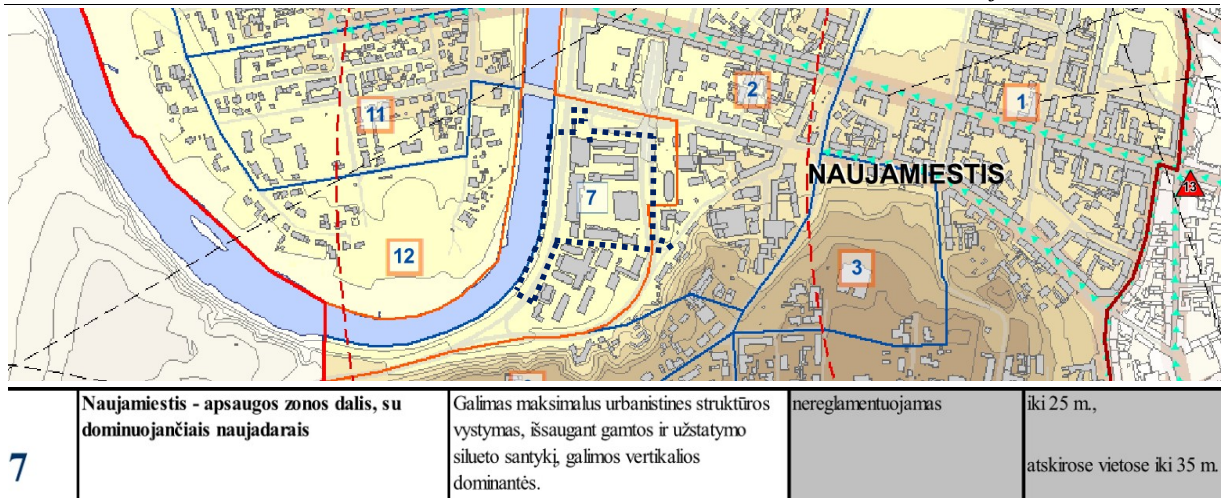 11
2
1
7
NAUJAMIESTIS
13
12
3
7
Naujamiestis - apsaugos zonos dalis, su
dominuojančiais naujadarais
Galimas maksimalus urbanistines struktūros
vystymas, išsaugant gamtos ir užstatymo
silueto santykį, galimos vertikalios
dominantės.
nereglamentuojamas
iki 25 m.,
atskirose vietose iki 35 m.